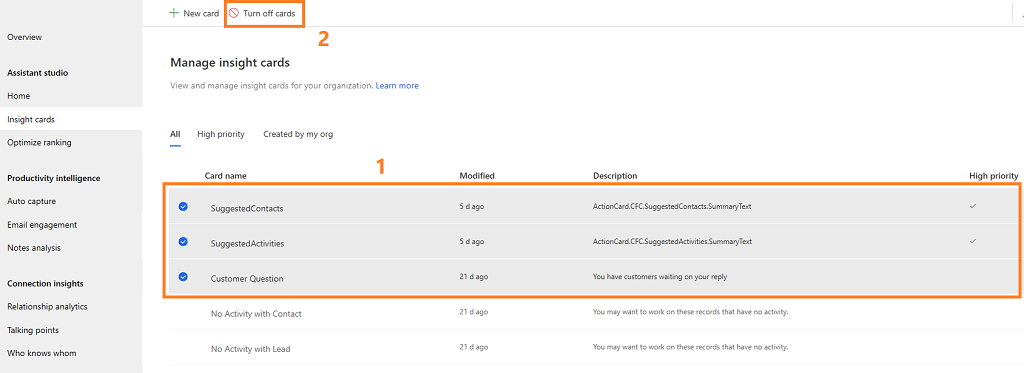 New card
Turn off cards
2
Overview
Assistant studio
Home
Insight cards
Optimize ranking
Productivity intelligence
Auto capture
Email engagement
Notes analysis
Connection insights
Relationship analytics
Talking points
Who knows whom
Manage insight cards
View and manage insight cards for your organization. Learn more
All High priority Created by my org
1
Card name Modified Description High priority
SuggestedContacts 5 d ago ActionCard.CFC.SuggestedContacts.SummaryText
SuggestedActivities 5 d ago ActionCard.CFC.SuggestedActivities.SummaryText
Customer Question 21 d ago You have customers waiting on your reply
No Activity with Contact 21 d ago You may want to work on these records that have no activity.
No Activity with Lead 21 d ago You may want to work on these records that have no activity.